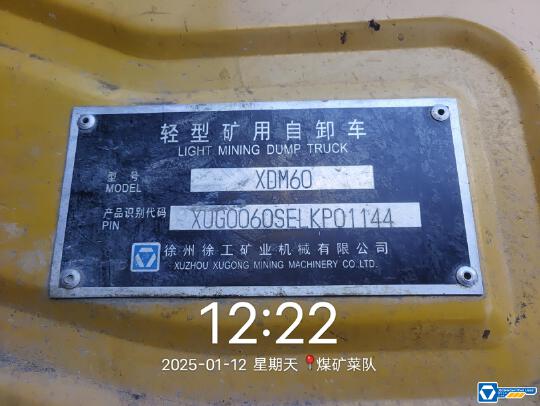 轻型矿用自卸车
LIGHT MINING DUMP TRUCK
型号 XDM60
MODEL
产品识别代码 XUG0060SELKP01144
PIN
徐州徐工矿业机械有限公司
XUZHOU XUGONG MINING MACHINERY CO.LTD.
12:22
2025-01-12 星期天 📍煤矿菜队